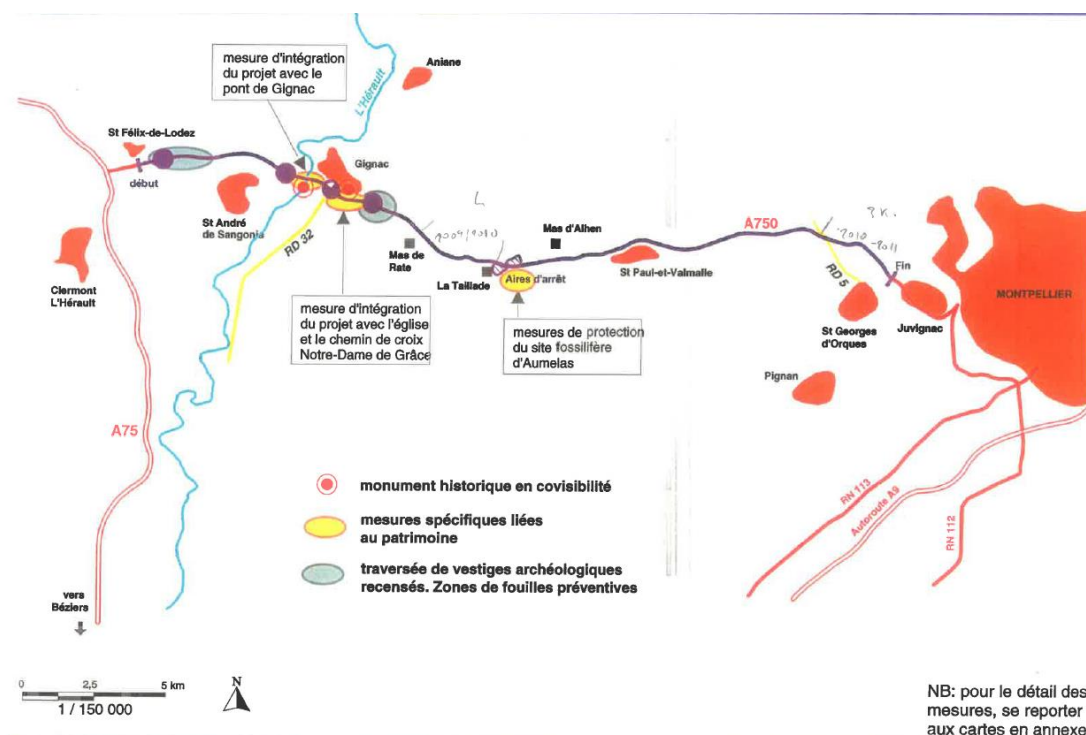 mesure d'intégration
du projet avec le
pont de Gignac
Aniane
L'Hérault
St Félix-de-Lodez
début
Gignac
St André
de Sangonia
RD 32
Clermont
L'Hérault
A75
vers
Béziers
Mas de
Rate
2009/2010
L
La Taillade
Aires d'arrêt
Mas d'Alhen
mesure d'intégration
du projet avec l'église
et le chemin de croix
Notre-Dame de Grâce
mesures de protection
du site fossilifère
d'Aumelas
St Paul-et-Valmalle
A750
2010-2011
RD 5
Fin
St Georges
d'Orques
Juvignac
MONTPELLIER
Pignan
RN 113
Autoroute A9
RN 112
monument historique en covisibilité
mesures spécifiques liées
au patrimoine
traversée de vestiges archéologiques
recensés. Zones de fouilles préventives
0 2,5 5 km
1 / 150 000
N
NB: pour le détail des
mesures, se reporter
aux cartes en annexe